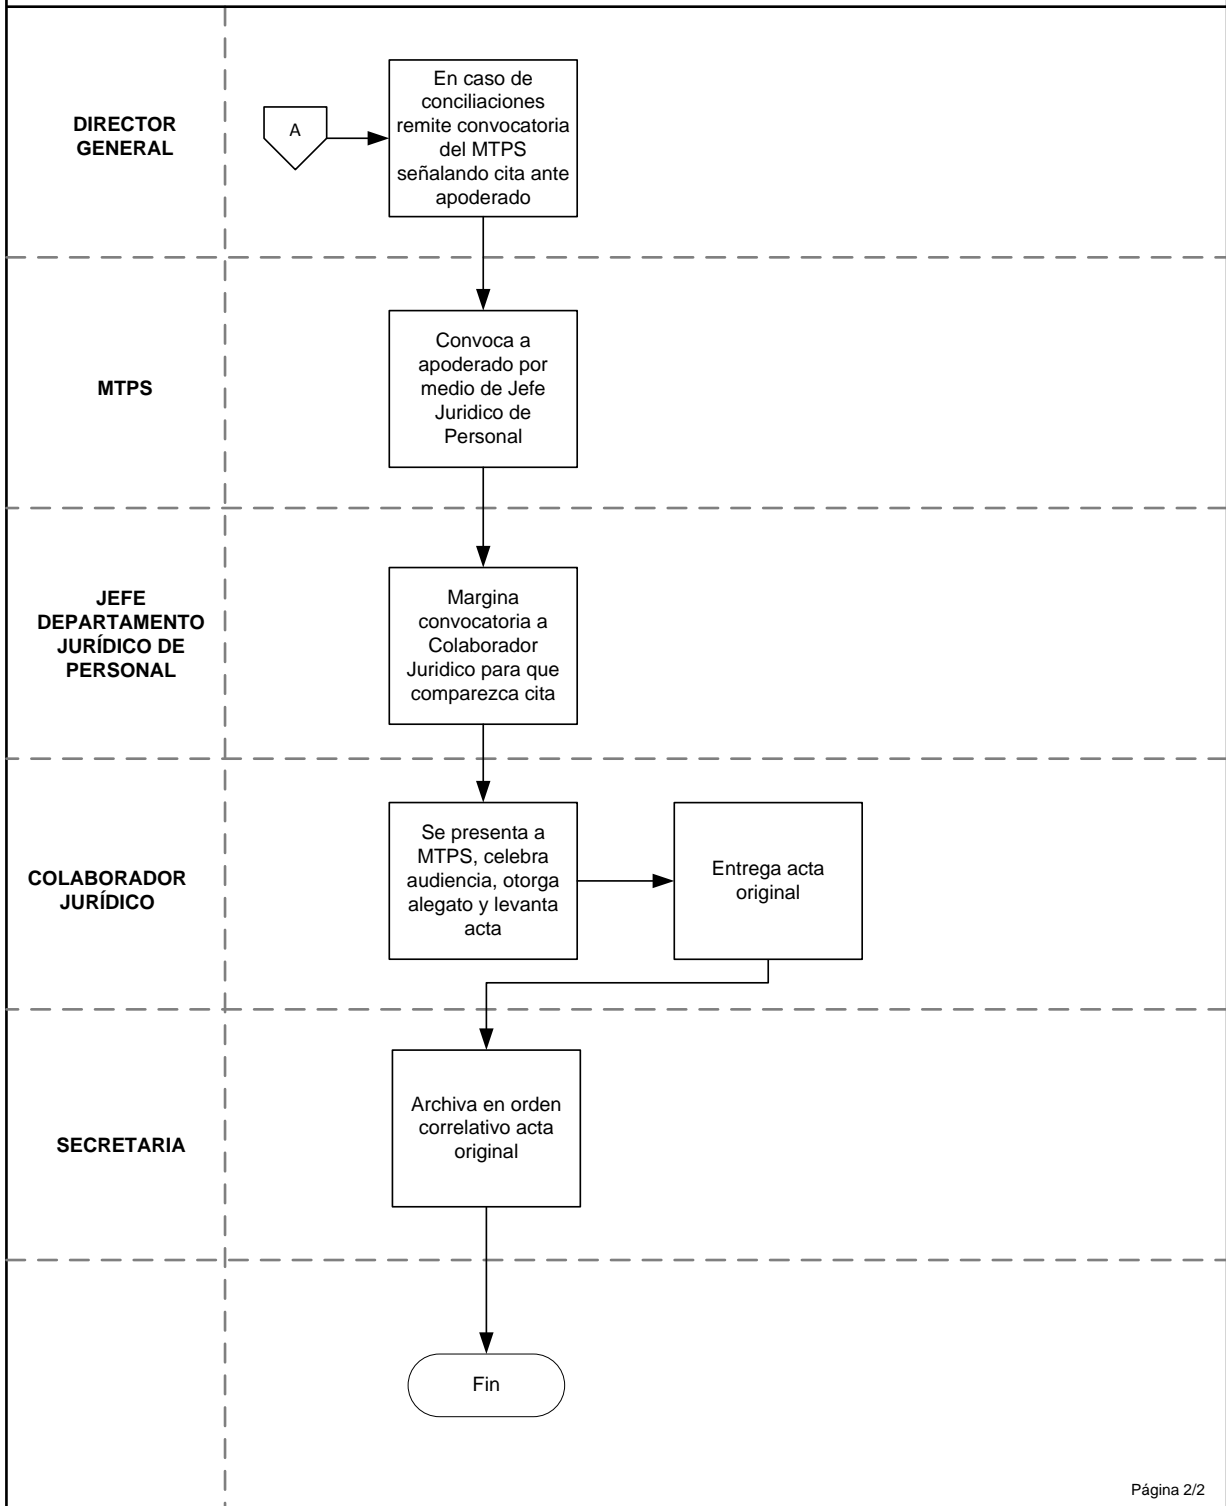 DIRECTOR
GENERAL
A
En caso de
conciliaciones
remite convocatoria
del MTPS
señalando cita ante
apoderado
MTPS
Convoca a
apoderado por
medio de Jefe
Juridico de
Personal
JEFE
DEPARTAMENTO
JURÍDICO DE
PERSONAL
Margina
convocatoria a
Colaborador
Juridico para que
comparezca cita
COLABORADOR
JURÍDICO
Se presenta a
MTPS, celebra
audiencia, otorga
alegato y levanta
acta
Entrega acta
original
SECRETARIA
Archiva en orden
correlativo acta
original
Fin
Página 2/2